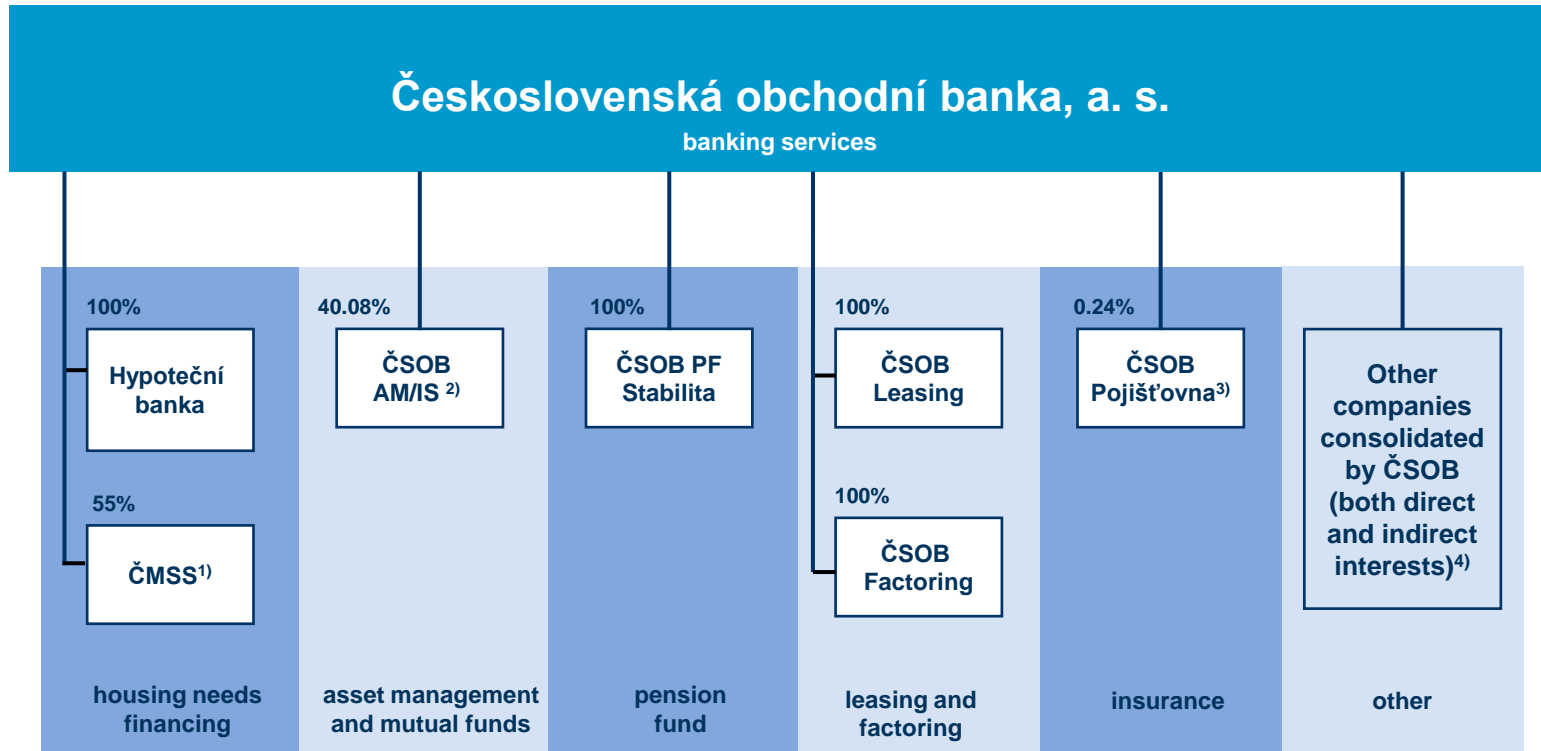 Československá obchodní banka, a. s.
banking services
100%
Hypoteční
banka
55%
ČMSS1)
housing needs
financing
40.08%
ČSOB
AM/IS 2)
asset management
and mutual funds
100%
ČSOB PF
Stabilita
pension
fund
100%
ČSOB
Leasing
100%
ČSOB
Factoring
leasing and
factoring
0.24%
ČSOB
Pojišťovna3)
insurance
Other
companies
consolidated
by ČSOB
(both direct
and indirect
interests)4)
other